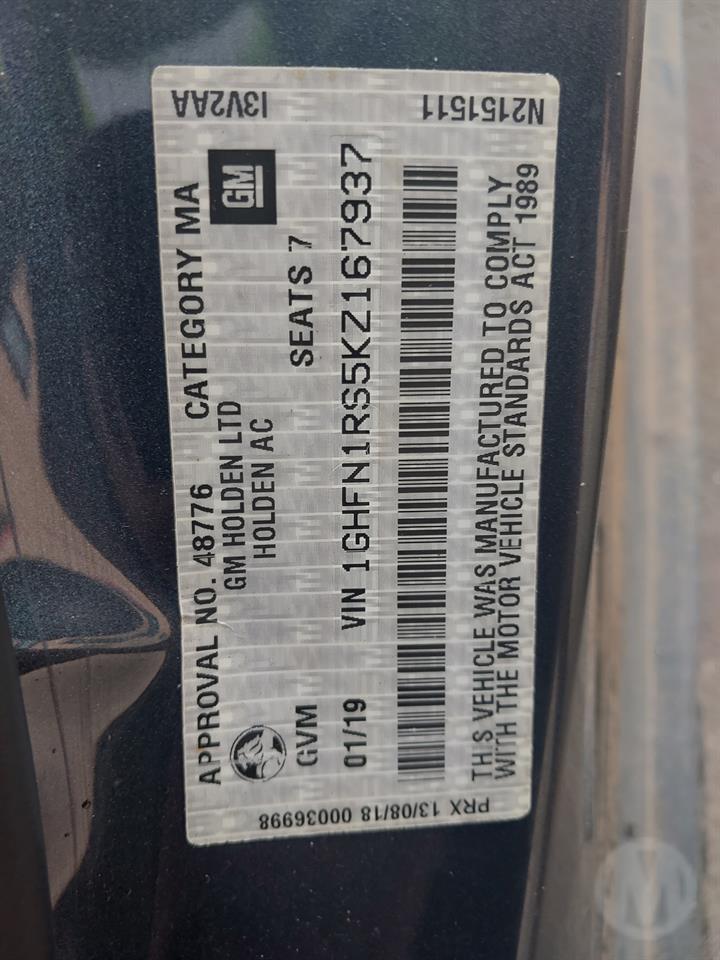 APPROVAL NO. 48776 CATEGORY MA
GM HOLDEN LTD
HOLDEN AC
GM
GVM SEATS 7
01/19 VIN 1GHFN1RS5KZ167937
THIS VEHICLE WAS MANUFACTURED TO COMPLY
WITH THE MOTOR VEHICLE STANDARDS ACT 1989
PRX 13/08/18 00036998
I3V2AA
N2151511
M